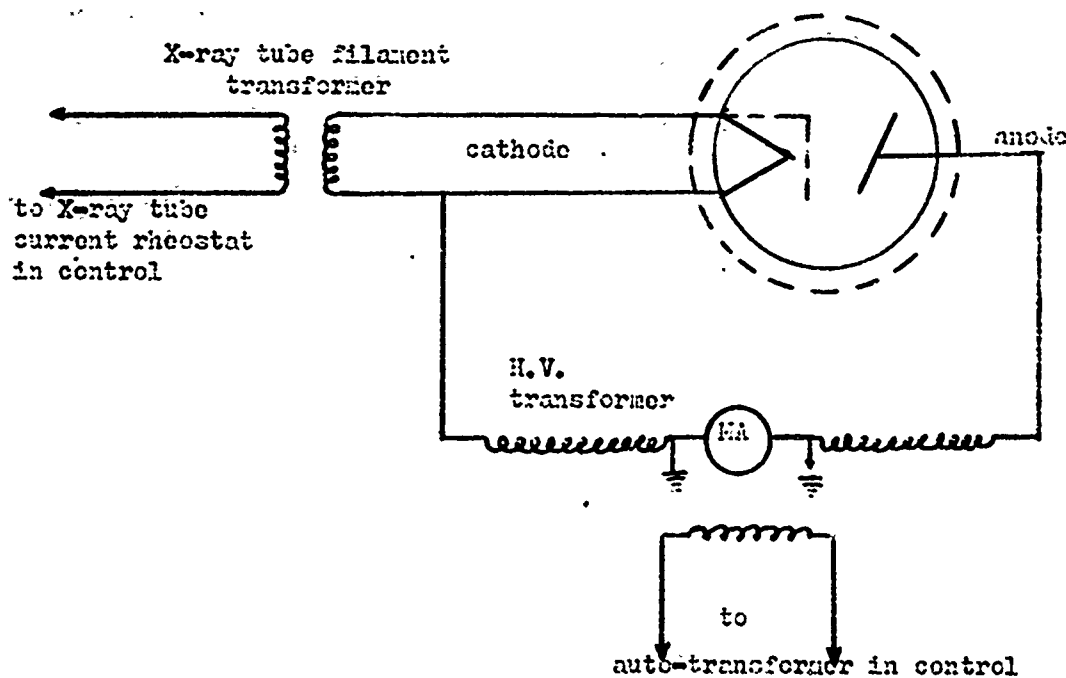 X-ray tube filament
transformer
cathode
anode
to X-ray tube
current rheostat
in control
H.V.
transformer
MA
to
auto-transformer in control